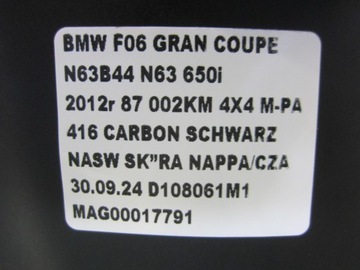 BMW F06 GRAN COUPE
N63B44 N63 650i
2012r 87 002KM 4X4 M-PA
416 CARBON SCHWARZ
NASW SK”RA NAPPA/CZA
30.09.24 D108061M1
MAG00017791